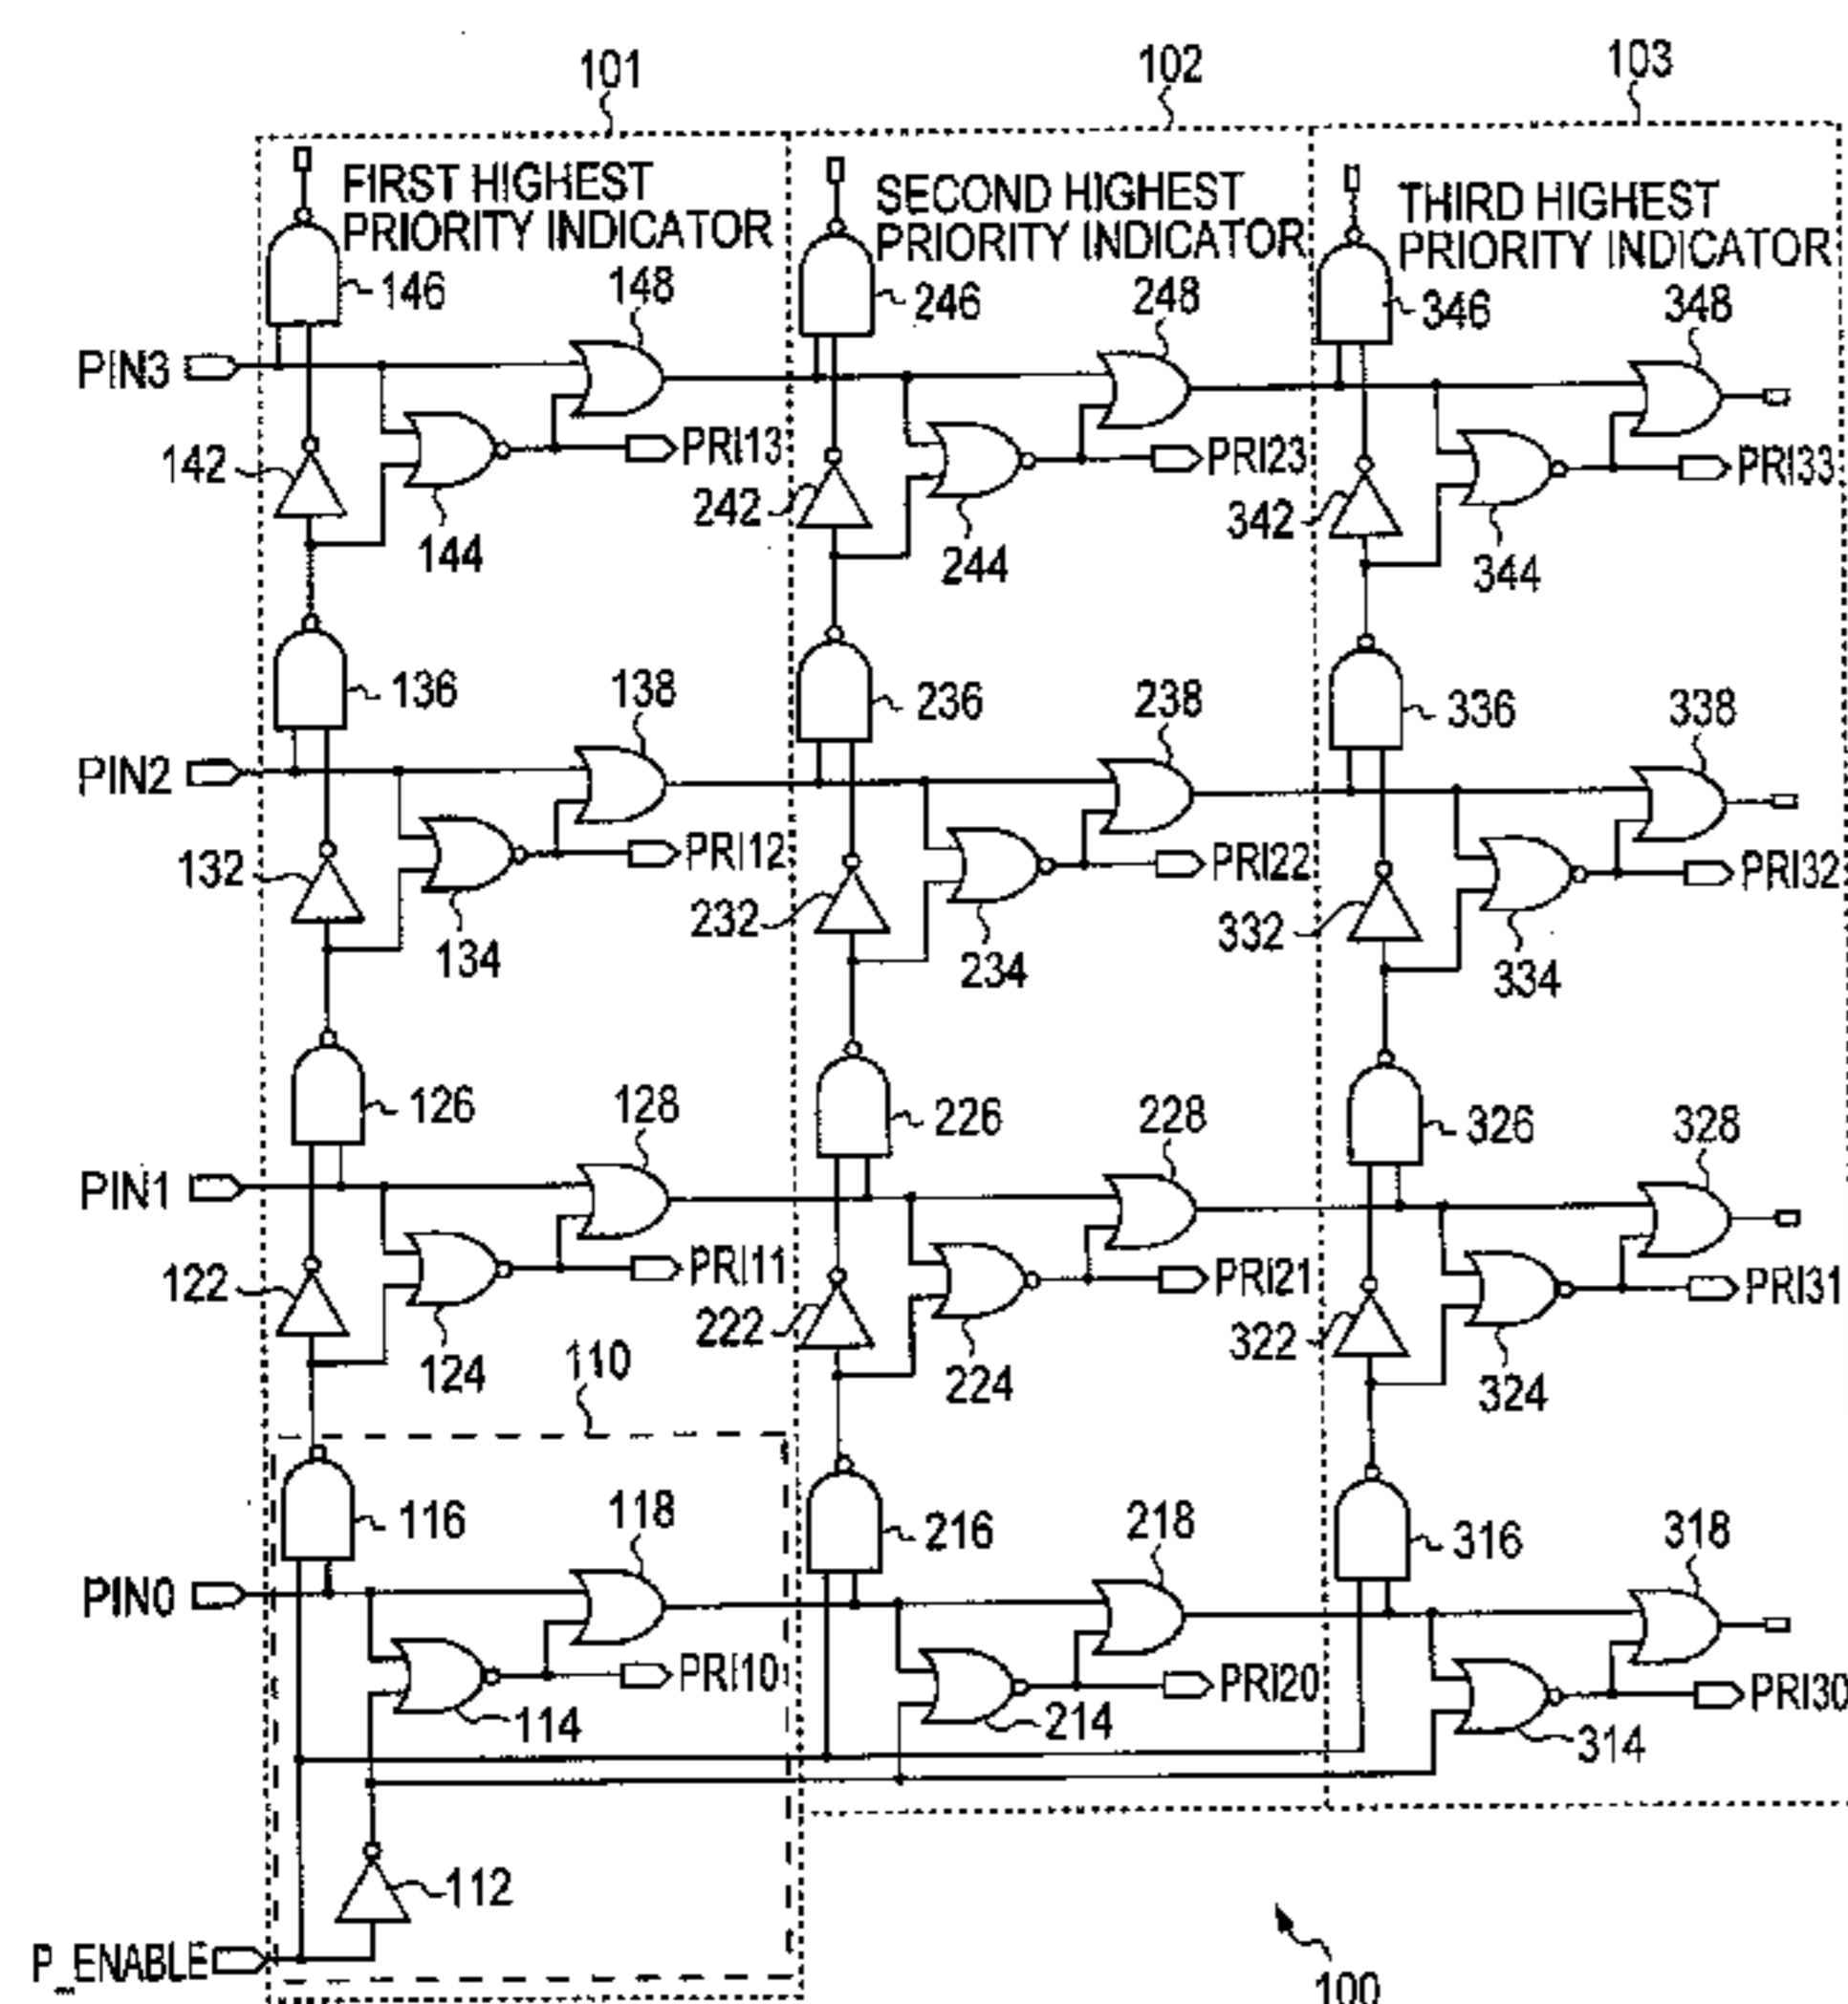 101
102
103
FIRST HIGHEST
PRIORITY INDICATOR
SECOND HIGHEST
PRIORITY INDICATOR
THIRD HIGHEST
PRIORITY INDICATOR
146
148
246
248
346
348
PIN3
142
144
PRI13
242
244
PRI23
342
344
PRI33
136
138
236
238
336
338
PIN2
132
134
PRI12
232
234
PRI22
332
334
PRI32
126
128
226
228
326
328
PIN1
122
124
PRI11
222
224
PRI21
322
324
PRI31
110
116
118
216
218
316
318
PIN0
114
PRI10
214
PRI20
314
PRI30
112
P_ENABLE
100